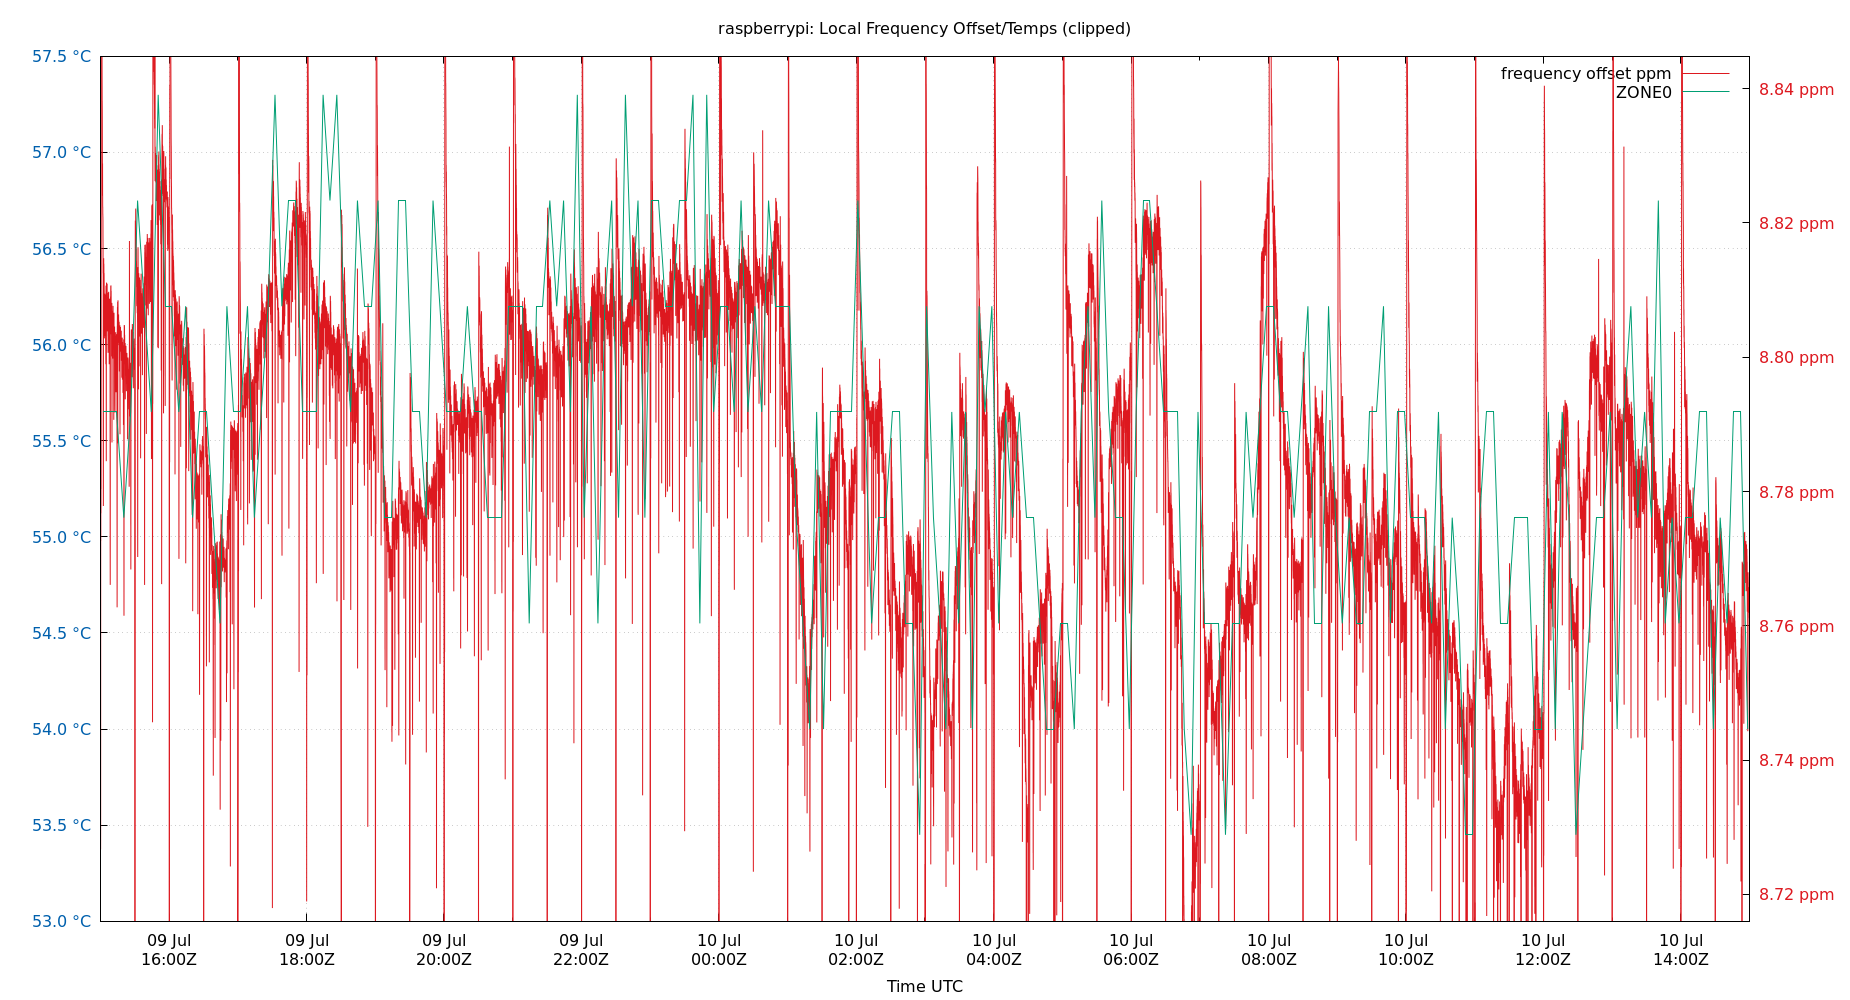 raspberrypi: Local Frequency Offset/Temps (clipped)
frequency offset ppm
ZONE0
57.5 °C
57.0 °C
56.5 °C
56.0 °C
55.5 °C
55.0 °C
54.5 °C
54.0 °C
53.5 °C
53.0 °C
8.84 ppm
8.82 ppm
8.80 ppm
8.78 ppm
8.76 ppm
8.74 ppm
8.72 ppm
09 Jul 09 Jul 09 Jul 09 Jul 10 Jul 10 Jul 10 Jul 10 Jul 10 Jul 10 Jul 10 Jul 10 Jul
16:00Z 18:00Z 20:00Z 22:00Z 00:00Z 02:00Z 04:00Z 06:00Z 08:00Z 10:00Z 12:00Z 14:00Z
Time UTC